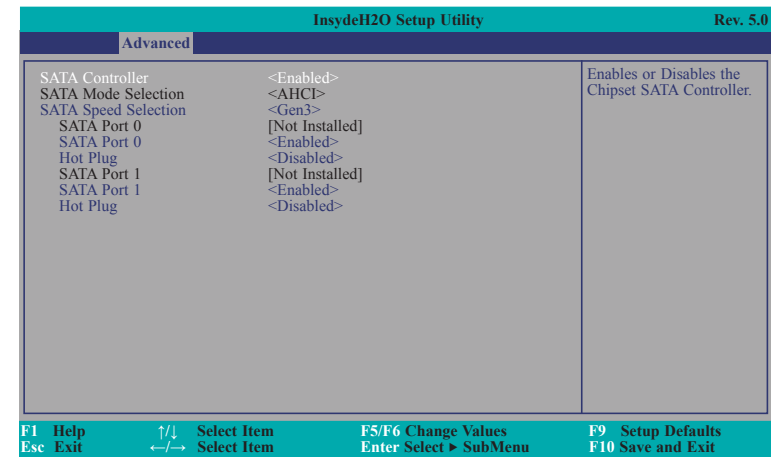 InsydeH2O Setup Utility Rev. 5.0
Advanced
SATA Controller <Enabled>
SATA Mode Selection <AHCI>
SATA Speed Selection <Gen3>
SATA Port 0 [Not Installed]
SATA Port 0 <Enabled>
Hot Plug <Disabled>
SATA Port 1 [Not Installed]
SATA Port 1 <Enabled>
Hot Plug <Disabled>
Enables or Disables the
Chipset SATA Controller.
F1 Help ↑/↓ Select Item F5/F6 Change Values F9 Setup Defaults
Esc Exit ←/→ Select Item Enter Select ► SubMenu F10 Save and Exit